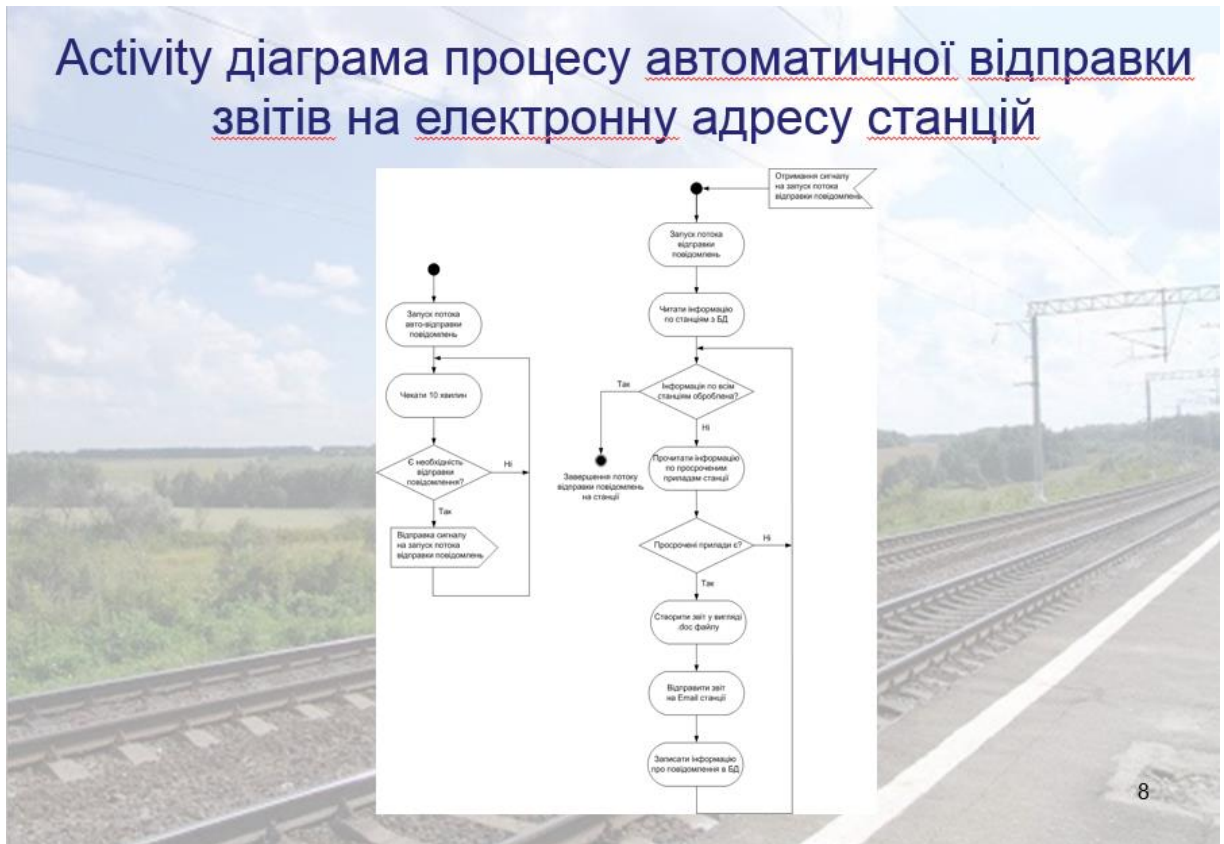 Activity діаграма процесу автоматичної відправки
звітів на електронну адресу станцій
Запуск потока
авто-відправки
повідомлень
Чекати 10 хвилин
Є необхідність
відправки
повідомлення?
Ні
Так
Відправка сигналу
на запуск потока
відправки повідомлень
Отримання сигналу
на запуск потока
відправки повідомлень
Запуск потока
відправки
повідомлень
Читати інформацію
по станціям з БД
Інформація по всім
станціям оброблена?
Так
Ні
Завершення потоку
відправки повідомлень
на станції
Прочитати інформацію
по просроченим
приладам станції
Просрочені прилади є?
Ні
Так
Створити звіт у вигляді
.doc файлу
Відправити звіт
на Email станції
Записати інформацію
про повідомлення в БД
8